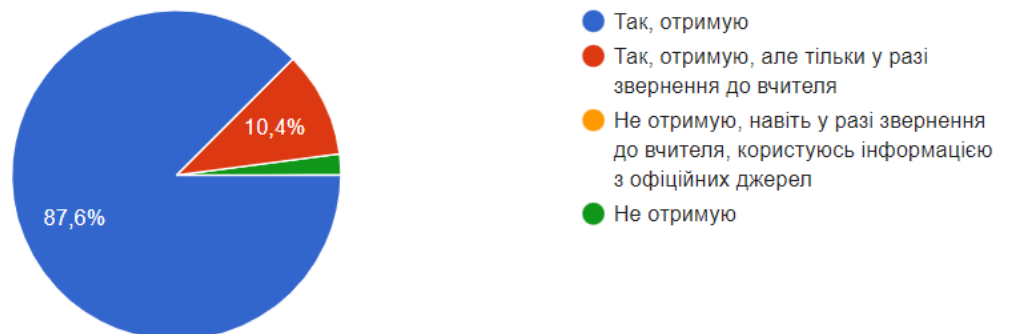 Так, отримую
Так, отримую, але тільки у разі
звернення до вчителя
Не отримую, навіть у разі звернення
до вчителя, користуюсь інформацією
з офіційних джерел
Не отримую
10,4%
87,6%